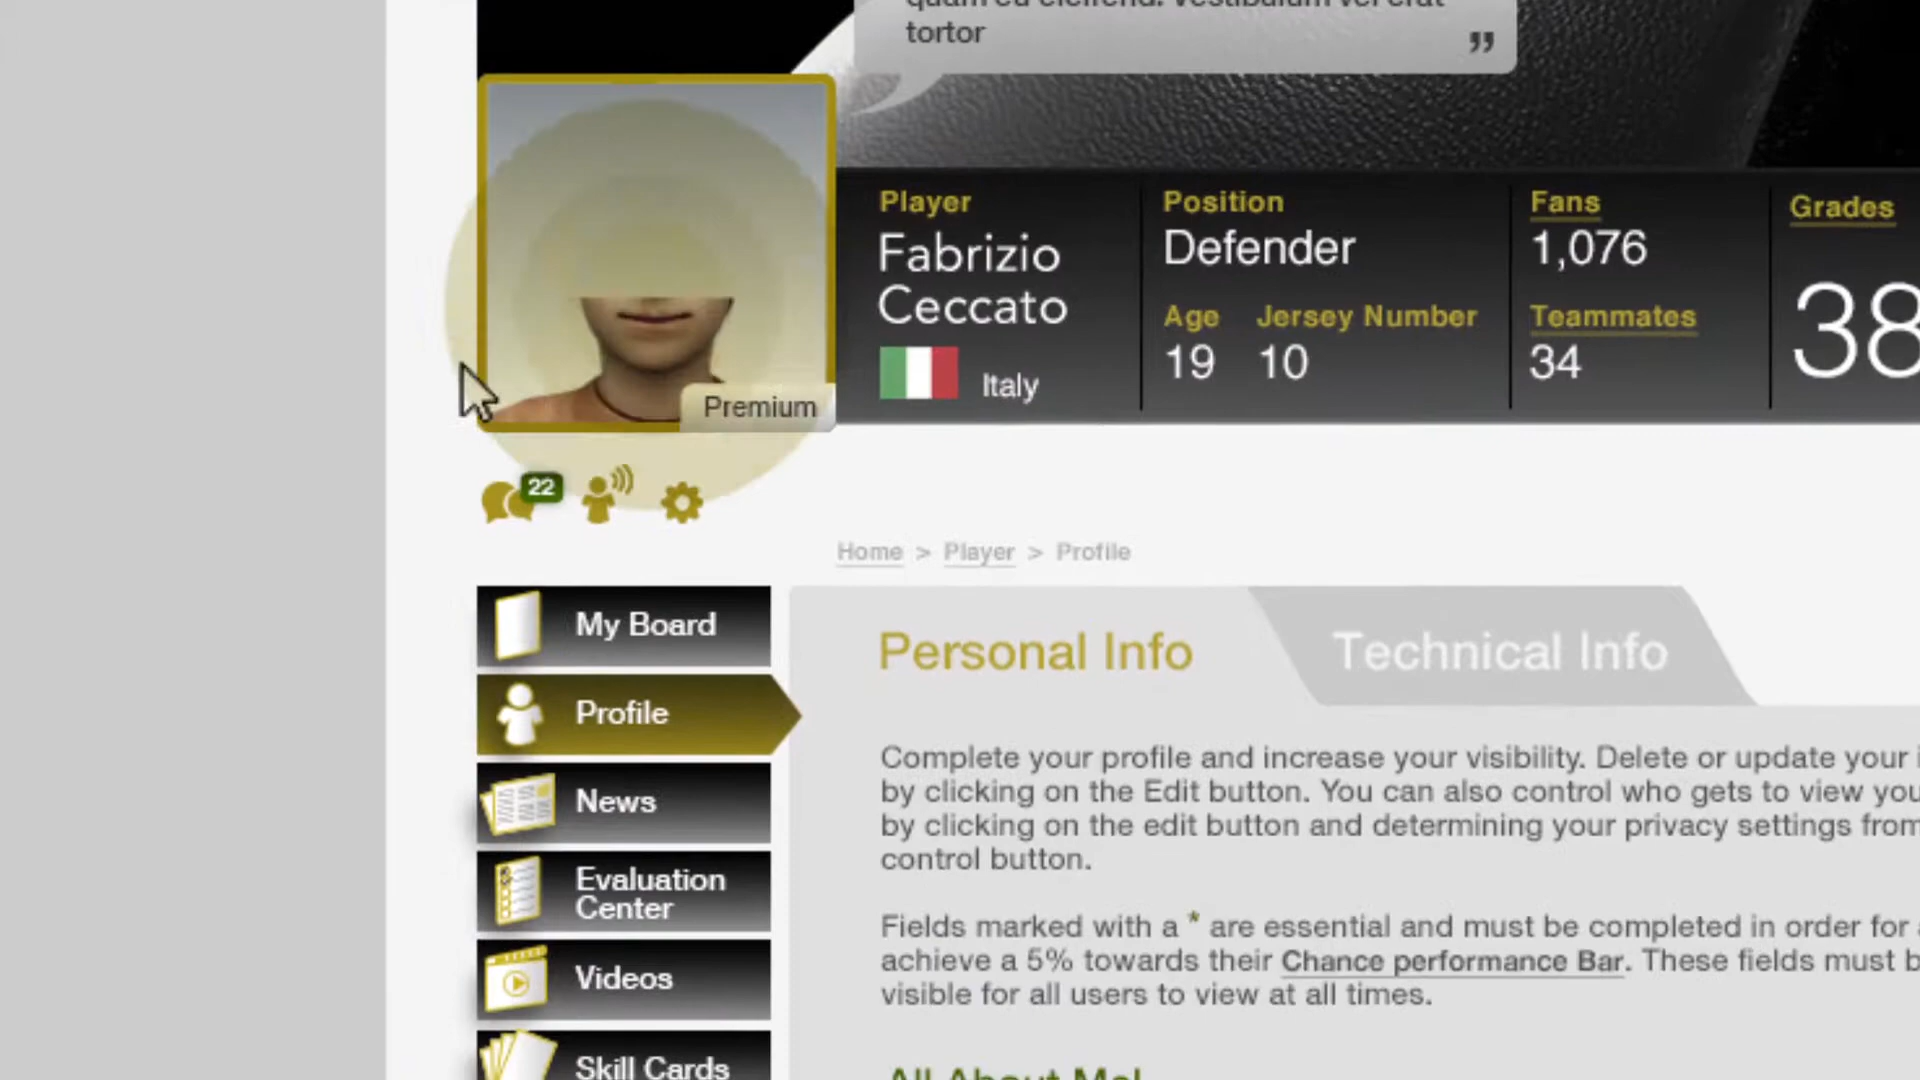 tortor
”
Player
Fabrizio
Ceccato
Italy
Position
Defender
Age
19
Jersey Number
10
Fans
1,076
Teammates
34
Grades
38
Premium
22
Home > Player > Profile
My Board
Profile
News
Evaluation
Center
Videos
Skill Cards
Personal Info
Technical Info
Complete your profile and increase your visibility. Delete or update your
by clicking on the Edit button. You can also control who gets to view
by clicking on the edit button and determining your privacy settings from
control button.
Fields marked with a * are essential and must be completed in order for
achieve a 5% towards their Chance performance Bar. These fields must
visible for all users to view at all times.
All About Me!